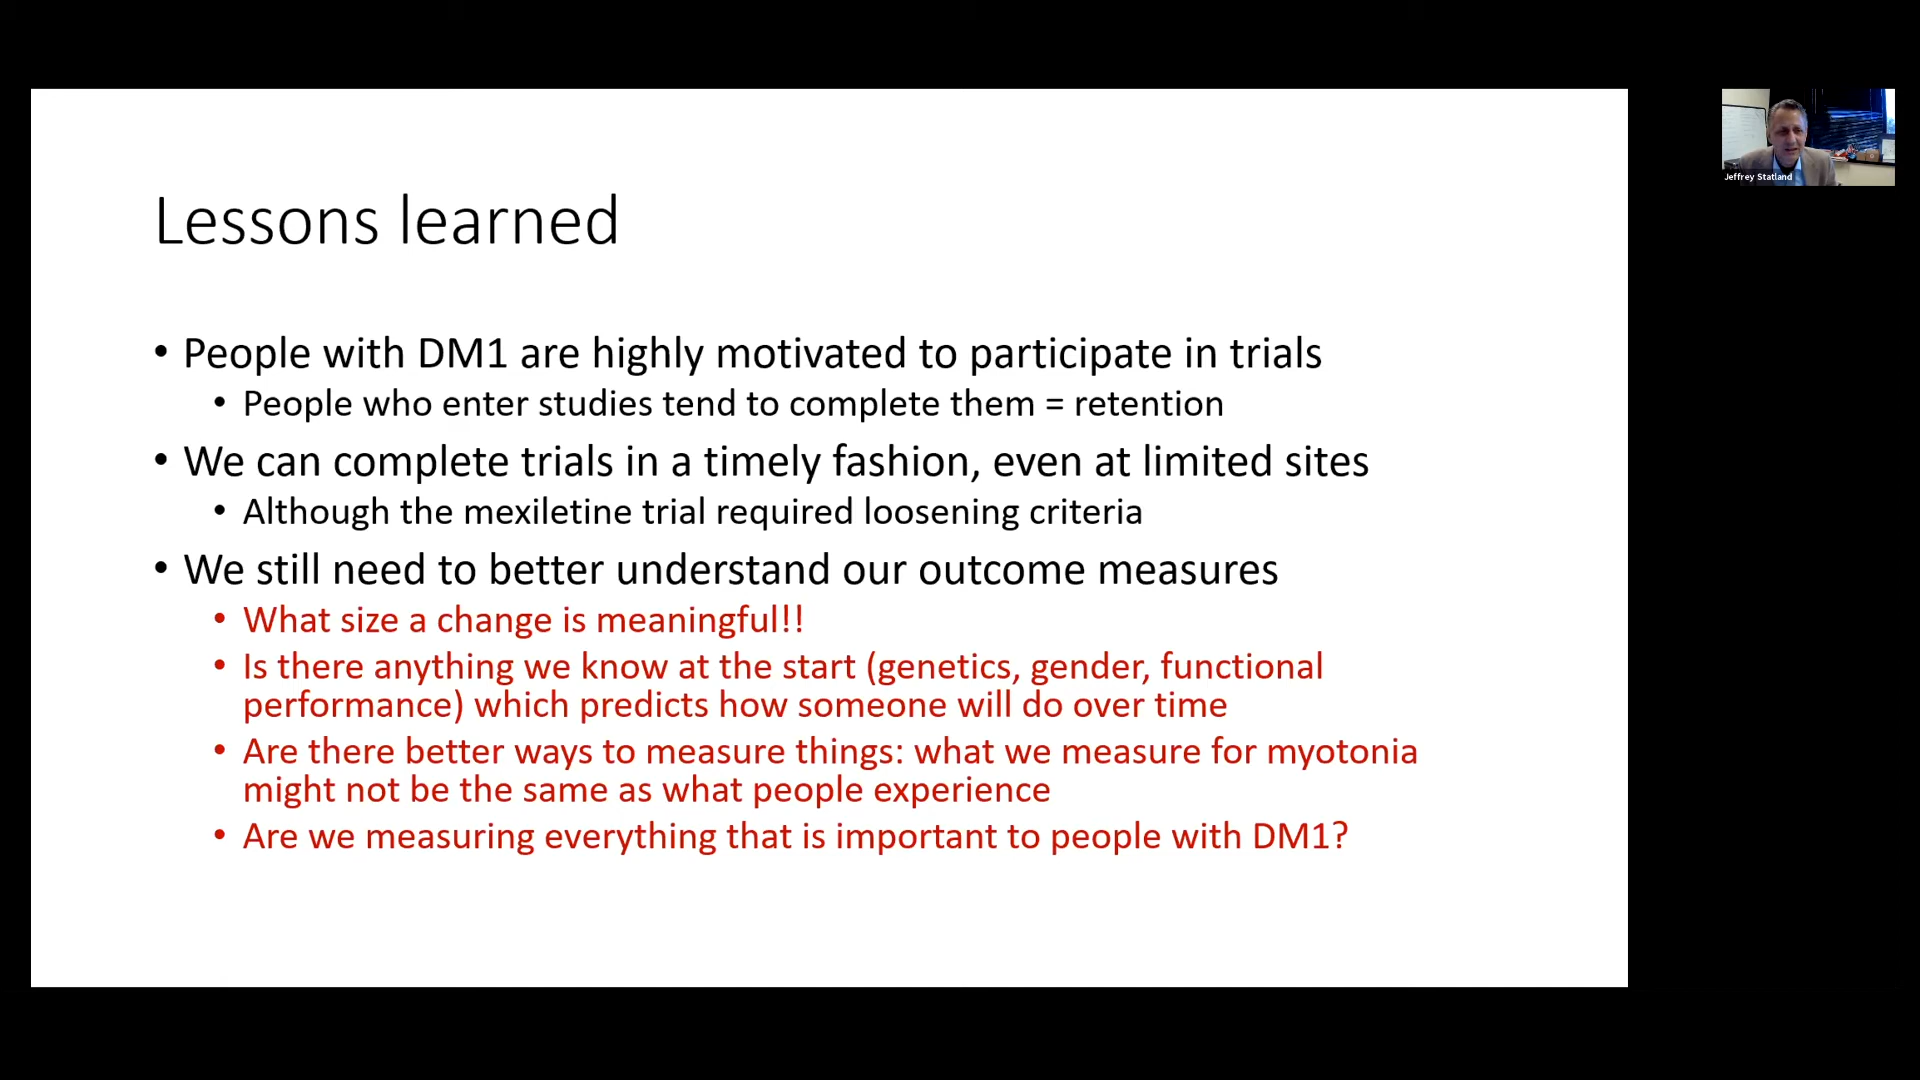 Lessons learned
• People with DM1 are highly motivated to participate in trials
• People who enter studies tend to complete them = retention
• We can complete trials in a timely fashion, even at limited sites
• Although the mexiletine trial required loosening criteria
• We still need to better understand our outcome measures
• What size a change is meaningful!!
• Is there anything we know at the start (genetics, gender, functional
performance) which predicts how someone will do over time
• Are there better ways to measure things: what we measure for myotonia
might not be the same as what people experience
• Are we measuring everything that is important to people with DM1?
Jeffrey Statland